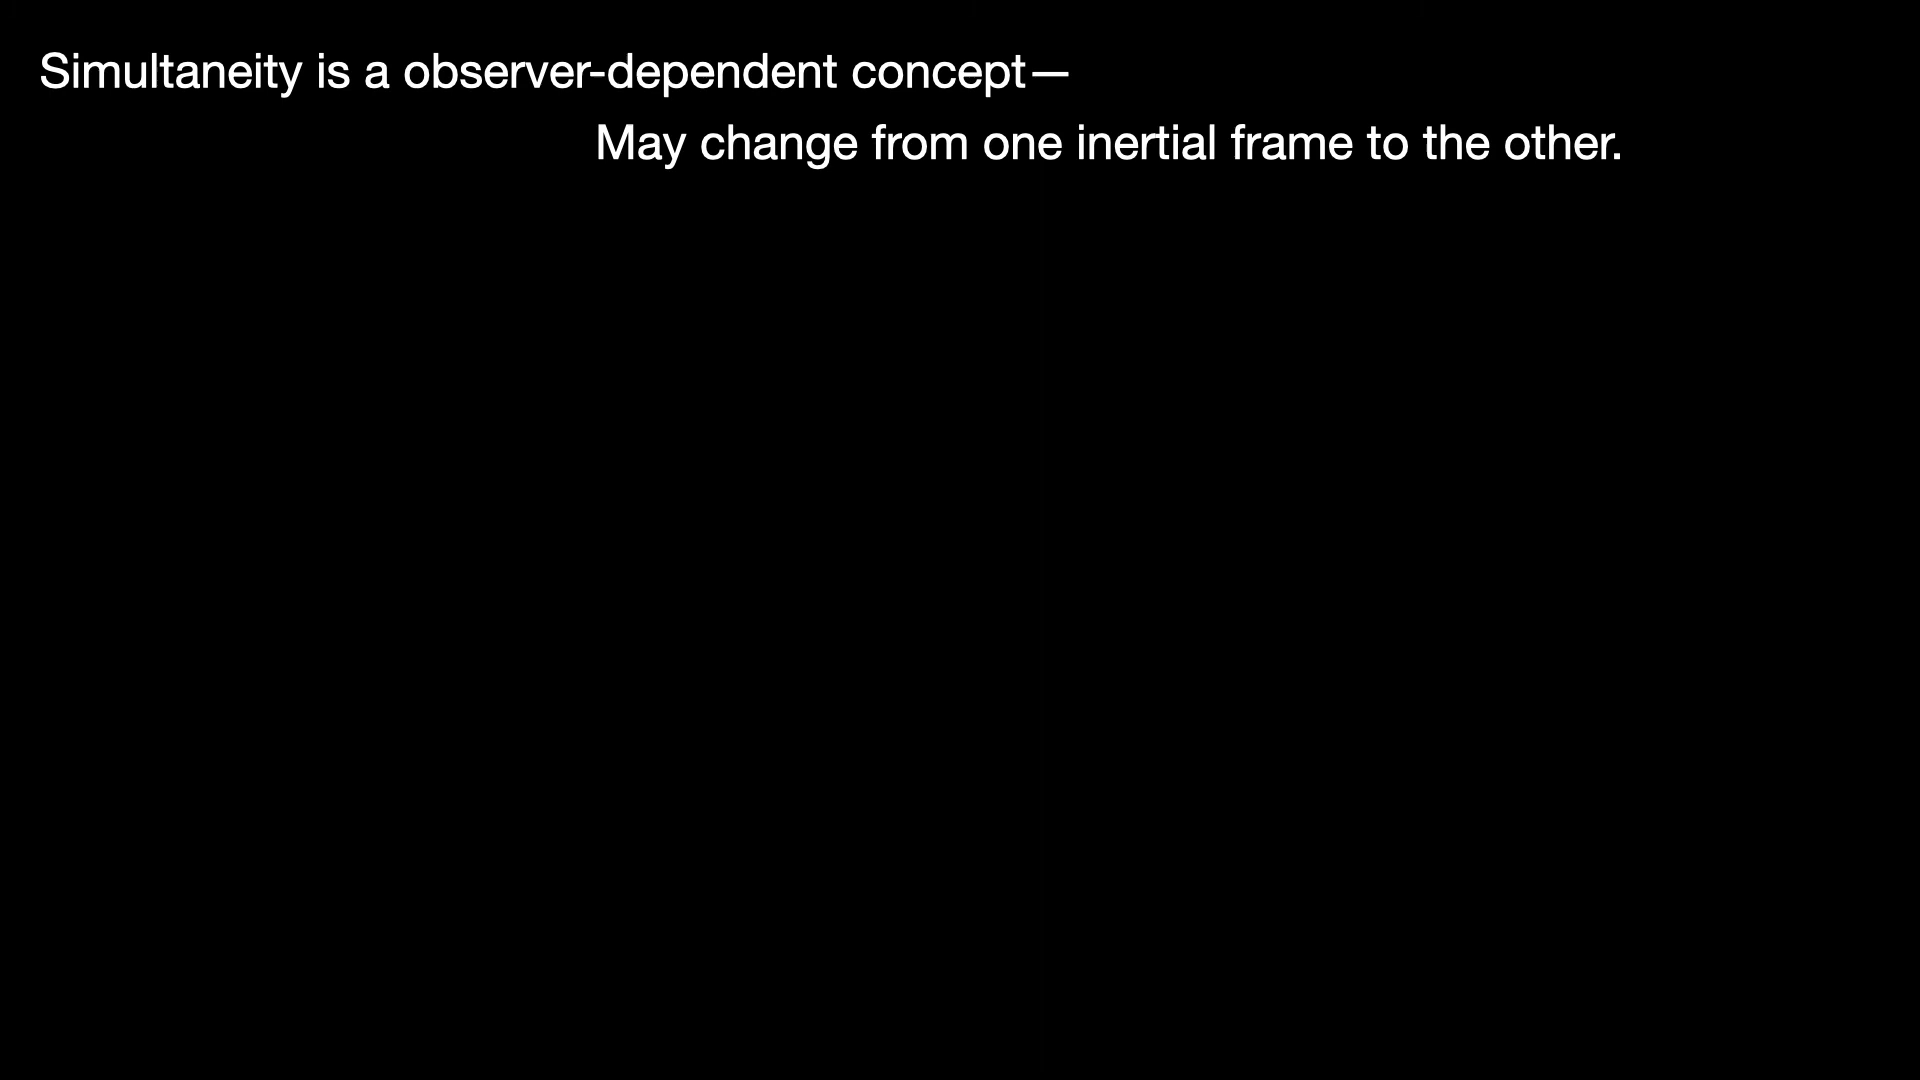 Simultaneity is a observer-dependent concept—
May change from one inertial frame to the other.